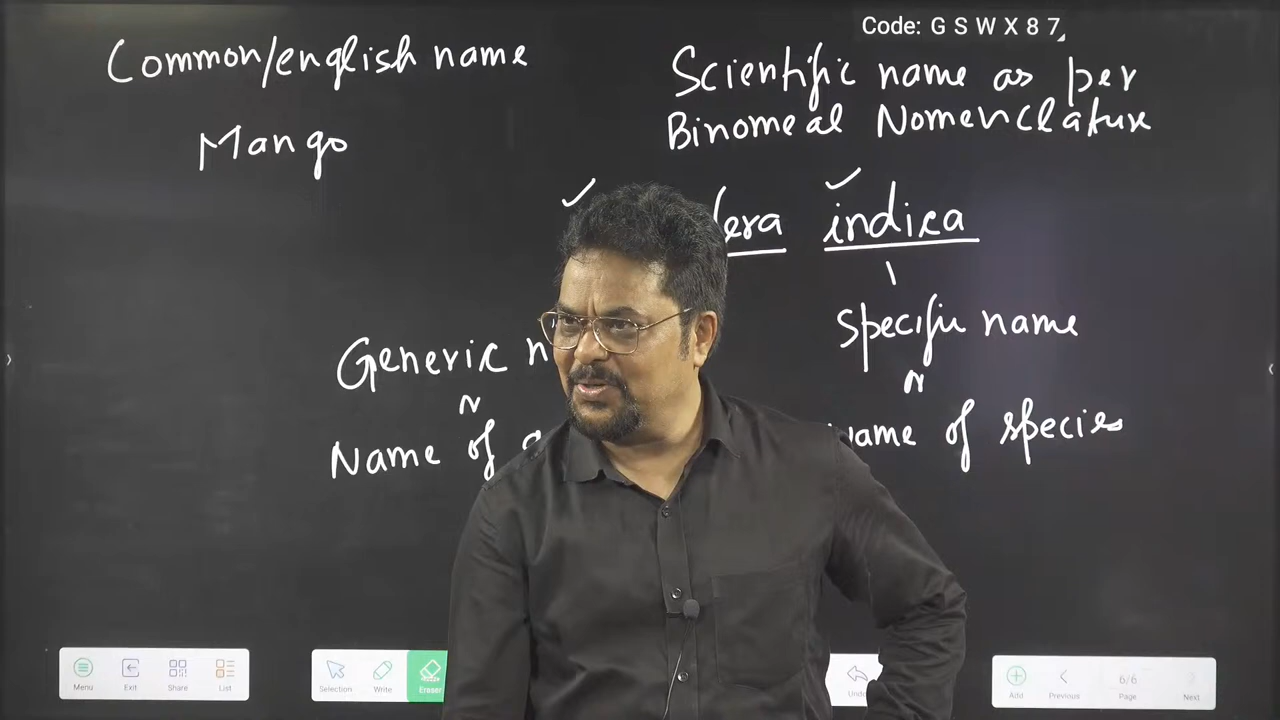 Code: G S W X 8 7
Common/english name
Scientific name as per
Binomeal Nomenclature
Mango
indica
Specific name
Generic
Name of
name of species
Menu
Exit
Share
List
Selection
Write
Eraser
Undo
Add
Previous
6/6
Page
Next